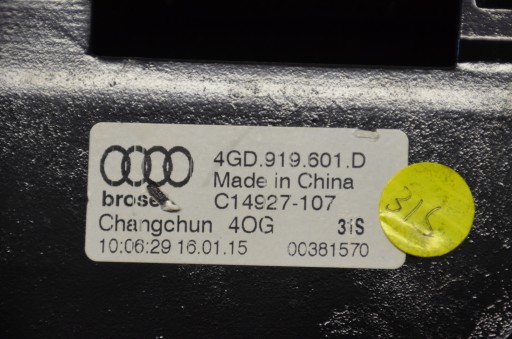 4GD.919.601.D
Made in China
brose C14927-107
Changchun 4OG 3iS
10:06:29 16.01.15 00381570
31S